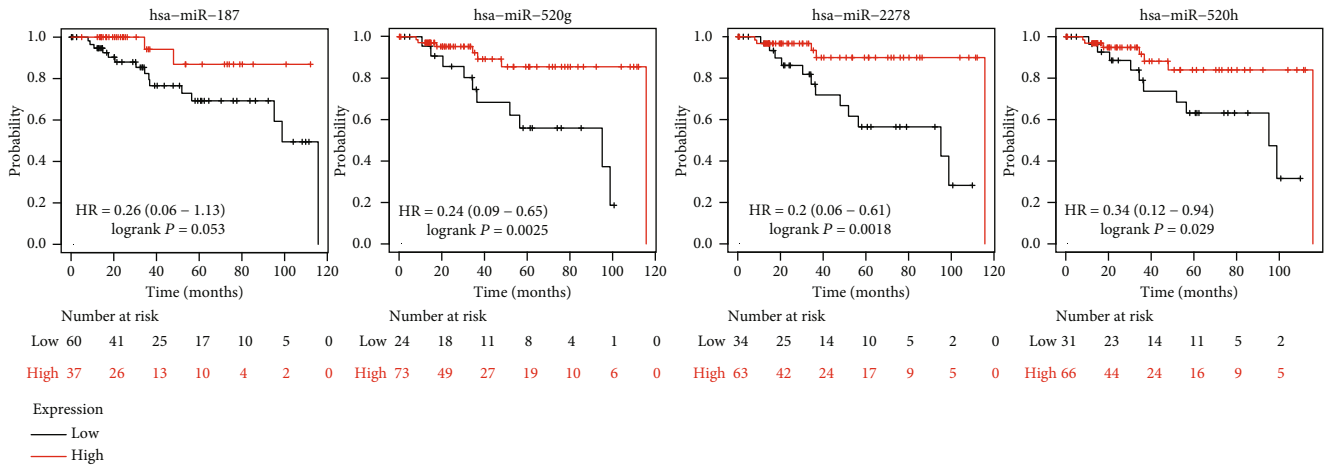 hsa−miR−187
1.0
0.8
0.6
0.4
0.2
0.0
Probability
HR = 0.26 (0.06 − 1.13)
logrank P = 0.053
0 20 40 60 80 100 120
Time (months)
Number at risk
Low 60 41 25 17 10 5 0
High 37 26 13 10 4 2 0
hsa−miR−520g
1.0
0.8
0.6
0.4
0.2
0.0
Probability
HR = 0.24 (0.09 − 0.65)
logrank P = 0.0025
0 20 40 60 80 100 120
Time (months)
Number at risk
Low 24 18 11 8 4 1 0
High 73 49 27 19 10 6 0
hsa−miR−2278
1.0
0.8
0.6
0.4
0.2
0.0
Probability
HR = 0.2 (0.06 − 0.61)
logrank P = 0.0018
0 20 40 60 80 100 120
Time (months)
Number at risk
Low 34 25 14 10 5 2 0
High 63 42 24 17 9 5 0
hsa−miR−520h
1.0
0.8
0.6
0.4
0.2
0.0
Probability
HR = 0.34 (0.12 − 0.94)
logrank P = 0.029
0 20 40 60 80 100
Time (months)
Number at risk
Low 31 23 14 11 5 2
High 66 44 24 16 9 5
Expression
Low
High